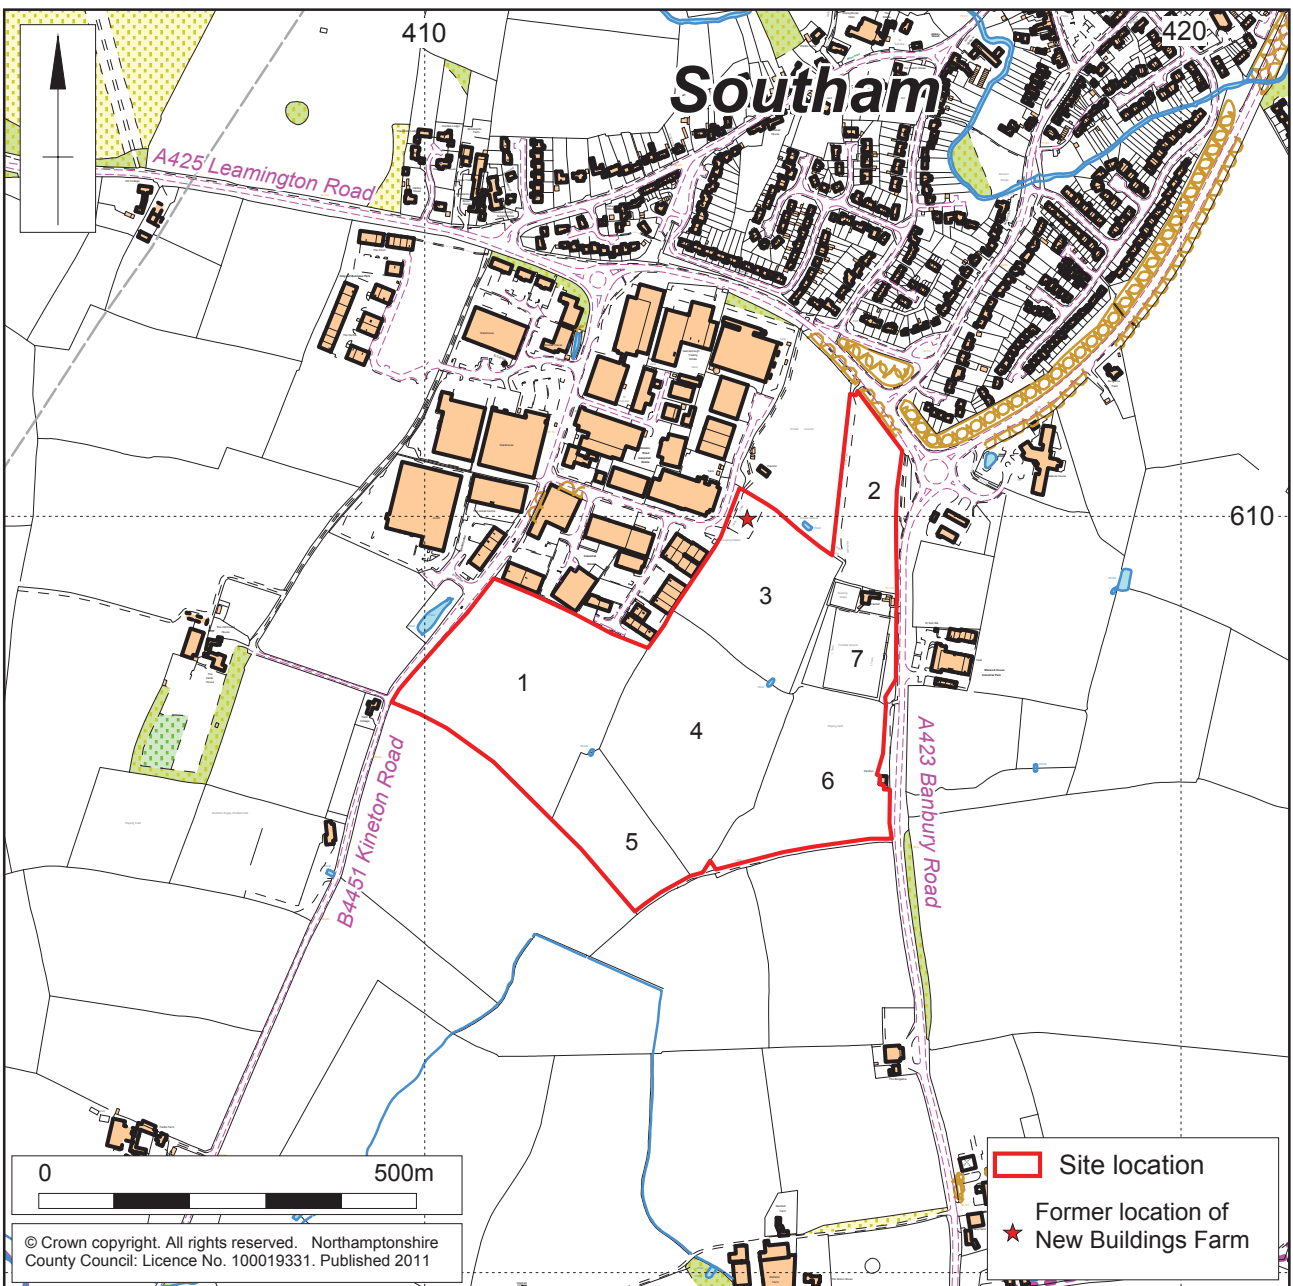 410
420
Southam
A425 Leamington Road
610
2
3
7
1
4
6
5
A423 Banbury Road
B4451 Kineton Road
0 500m
© Crown copyright. All rights reserved. Northamptonshire
County Council: Licence No. 100019331. Published 2011
Site location
Former location of
New Buildings Farm